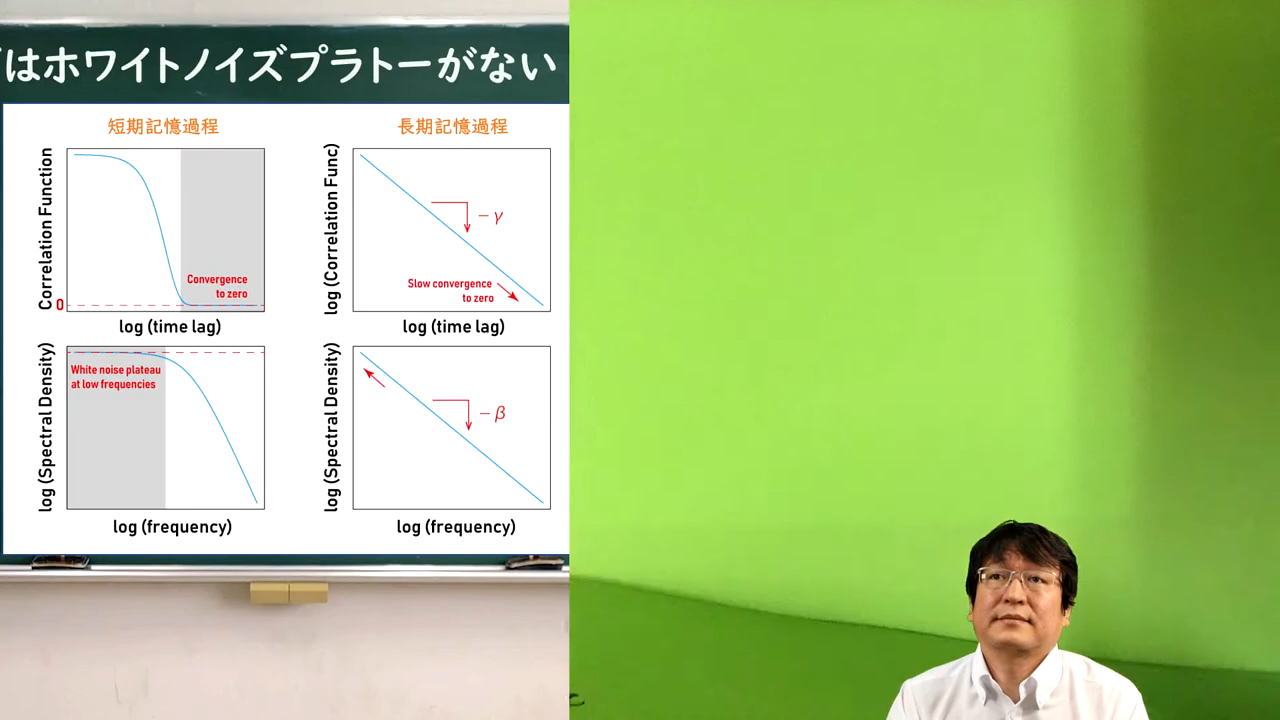 はホワイトノイズプラトーがない
短期記憶過程
長期記憶過程
Correlation Function
0
Convergence
to zero
log (time lag)
log (Correlation Func)
− γ
Slow convergence
to zero
log (time lag)
log (Spectral Density)
White noise plateau
at low frequencies
log (frequency)
log (Spectral Density)
− β
log (frequency)